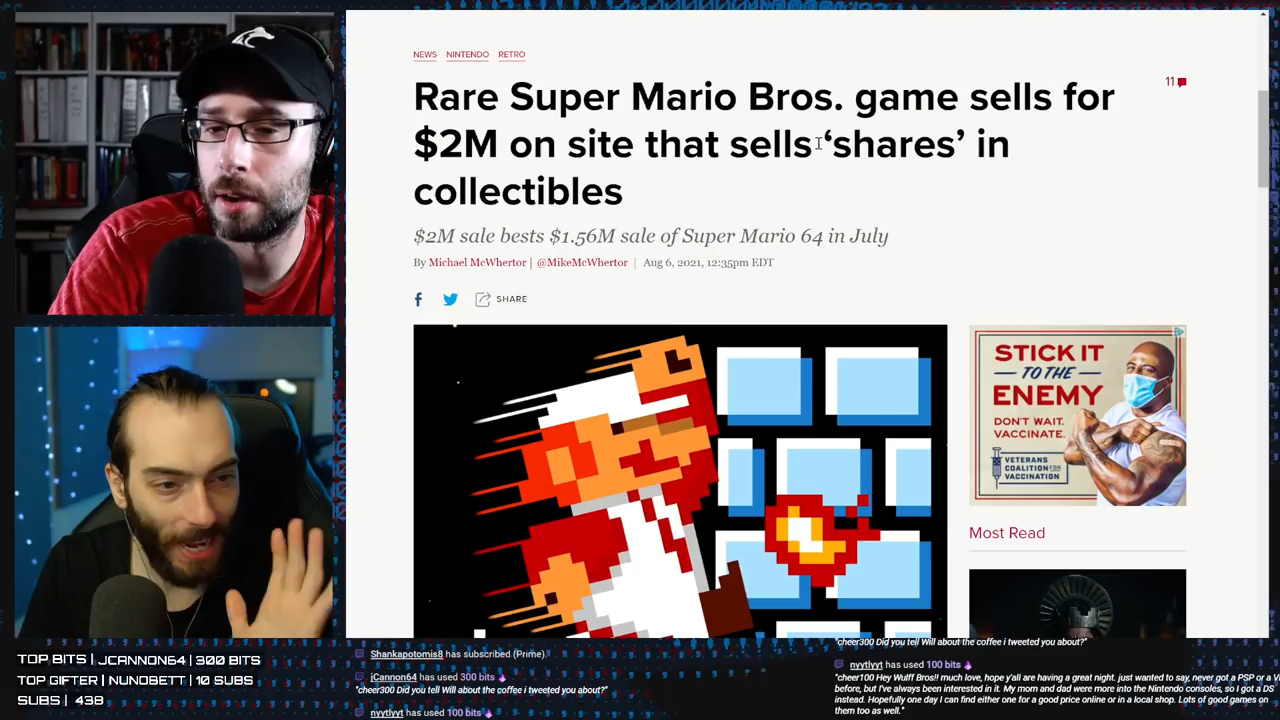 NEWS NINTENDO RETRO
Rare Super Mario Bros. game sells for
$2M on site that sells ‘shares’ in
collectibles
11
$2M sale bests $1.56M sale of Super Mario 64 in July
By Michael McWhertor | @MikeMcWhertor | Aug 6, 2021, 12:35pm EDT
SHARE
STICK IT
TO THE
ENEMY
DON'T WAIT.
VACCINATE.
VETERANS
COALITION FOR
VACCINATION
Most Read
TOP BITS | JCANNON64 | 300 BITS
TOP GIFTER | NUNOBETT | 10 SUBS
SUBS | 438
Shankapotomis8 has subscribed (Prime).
jCannon64 has used 300 bits
"cheer300 Did you tell Will about the coffee i tweeted you about?"
nyytlyyt has used 100 bits
"cheer300 Did you tell Will about the coffee i tweeted you about?"
nyytlyyt has used 100 bits
"cheer100 Hey Wulff Bros!! much love, hope y'all are having a great night. just wanted to say, never got a PSP or a V
before, but I've always been interested in it. My mom and dad were more into the Nintendo consoles, so I got a DS
instead. Hopefully one day I can find either one for a good price online or in a local shop. Lots of good games on
them too as well."